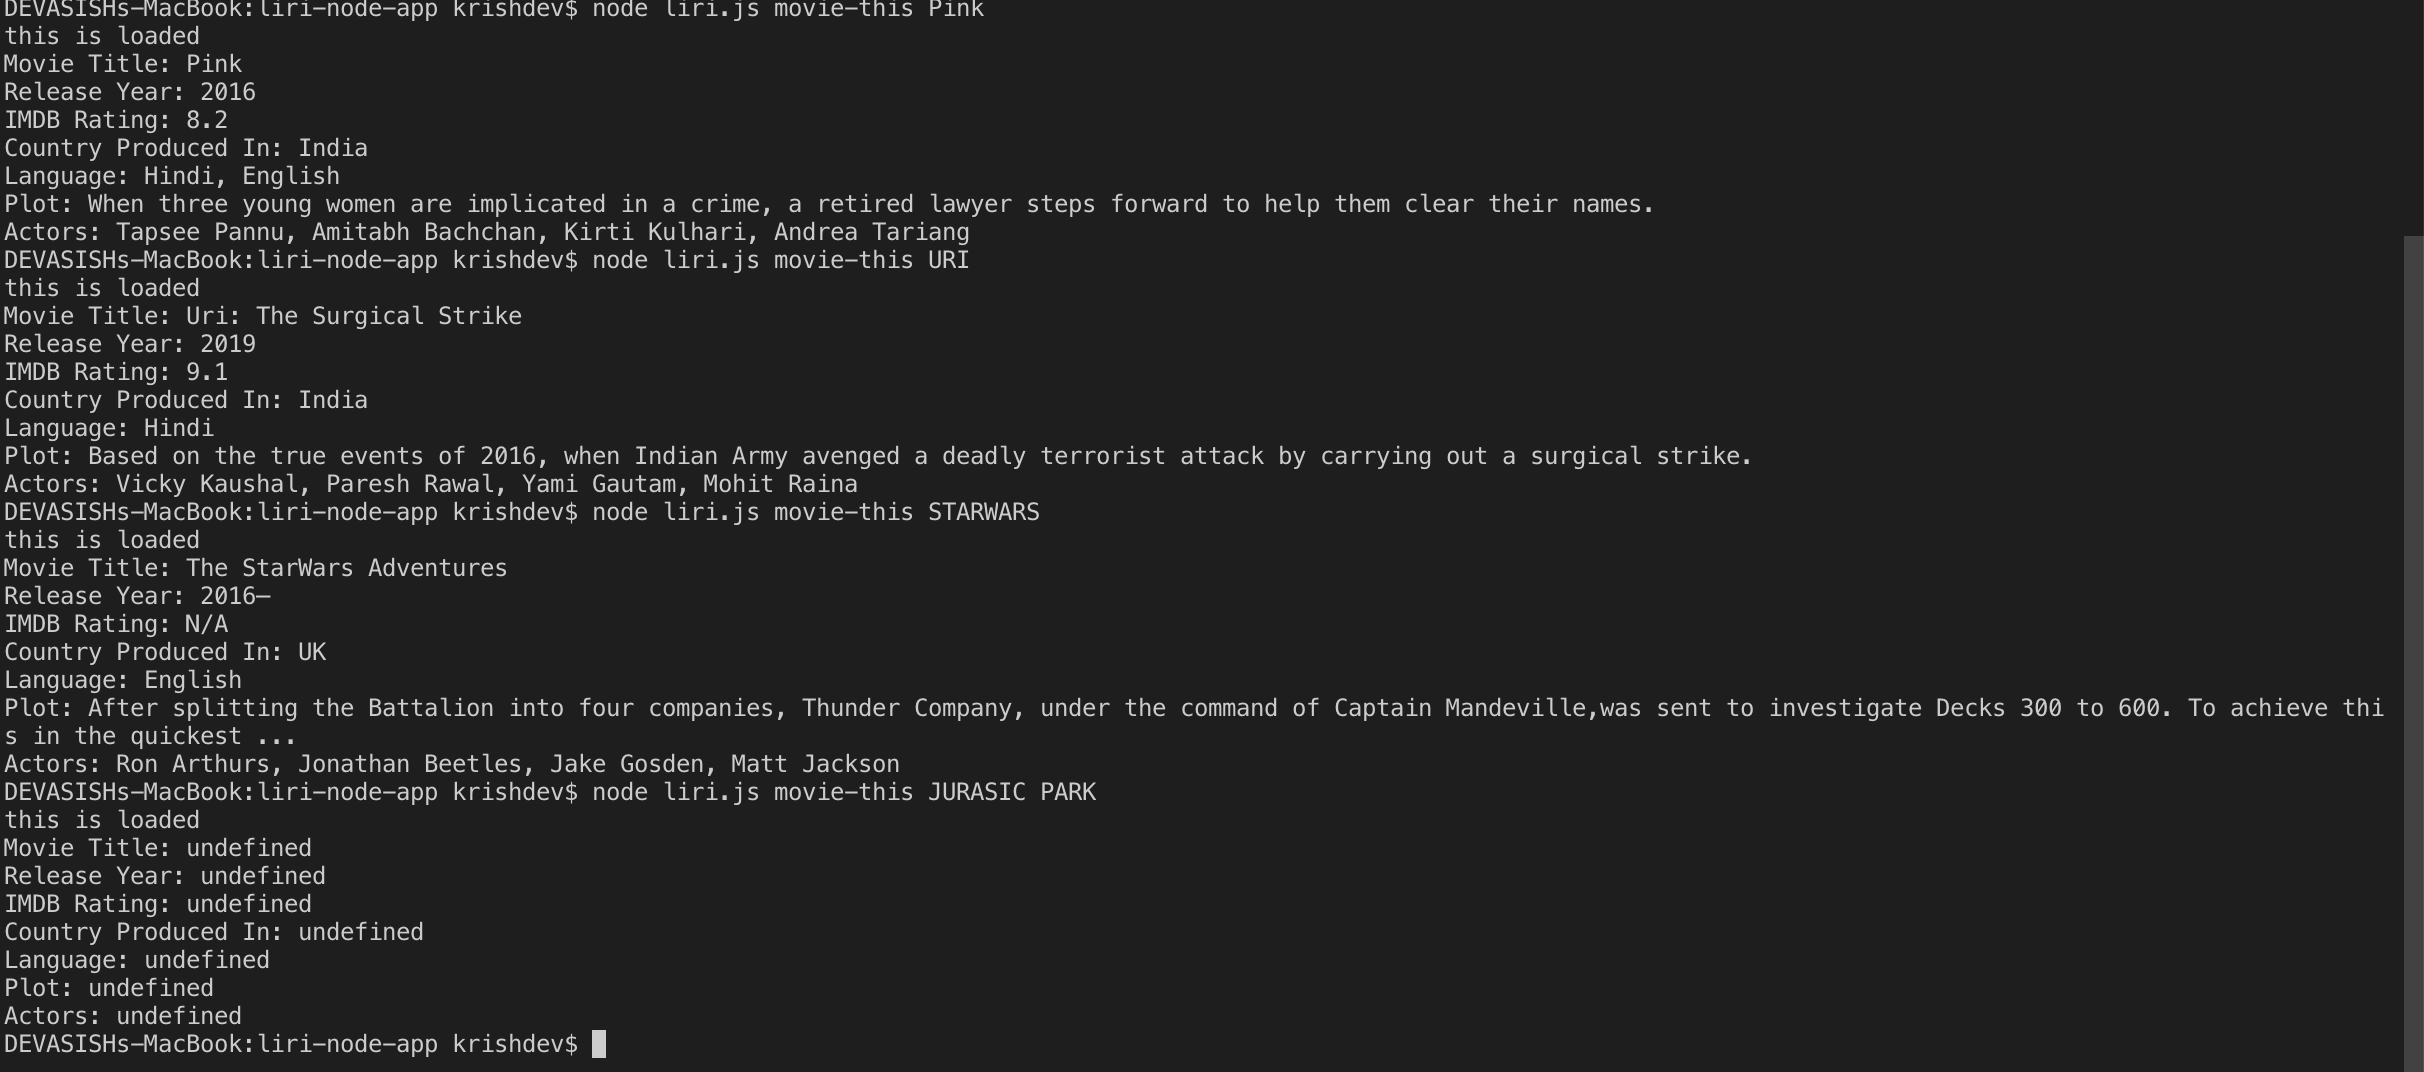 DEVASISHs-MacBook:liri-node-app krishdev$ node liri.js movie-this Pink
this is loaded
Movie Title: Pink
Release Year: 2016
IMDB Rating: 8.2
Country Produced In: India
Language: Hindi, English
Plot: When three young women are implicated in a crime, a retired lawyer steps forward to help them clear their names.
Actors: Tapsee Pannu, Amitabh Bachchan, Kirti Kulhari, Andrea Tariang
DEVASISHs-MacBook:liri-node-app krishdev$ node liri.js movie-this URI
this is loaded
Movie Title: Uri: The Surgical Strike
Release Year: 2019
IMDB Rating: 9.1
Country Produced In: India
Language: Hindi
Plot: Based on the true events of 2016, when Indian Army avenged a deadly terrorist attack by carrying out a surgical strike.
Actors: Vicky Kaushal, Paresh Rawal, Yami Gautam, Mohit Raina
DEVASISHs-MacBook:liri-node-app krishdev$ node liri.js movie-this STARWARS
this is loaded
Movie Title: The StarWars Adventures
Release Year: 2016–
IMDB Rating: N/A
Country Produced In: UK
Language: English
Plot: After splitting the Battalion into four companies, Thunder Company, under the command of Captain Mandeville,was sent to investigate Decks 300 to 600. To achieve thi
s in the quickest ...
Actors: Ron Arthurs, Jonathan Beetles, Jake Gosden, Matt Jackson
DEVASISHs-MacBook:liri-node-app krishdev$ node liri.js movie-this JURASIC PARK
this is loaded
Movie Title: undefined
Release Year: undefined
IMDB Rating: undefined
Country Produced In: undefined
Language: undefined
Plot: undefined
Actors: undefined
DEVASISHs-MacBook:liri-node-app krishdev$